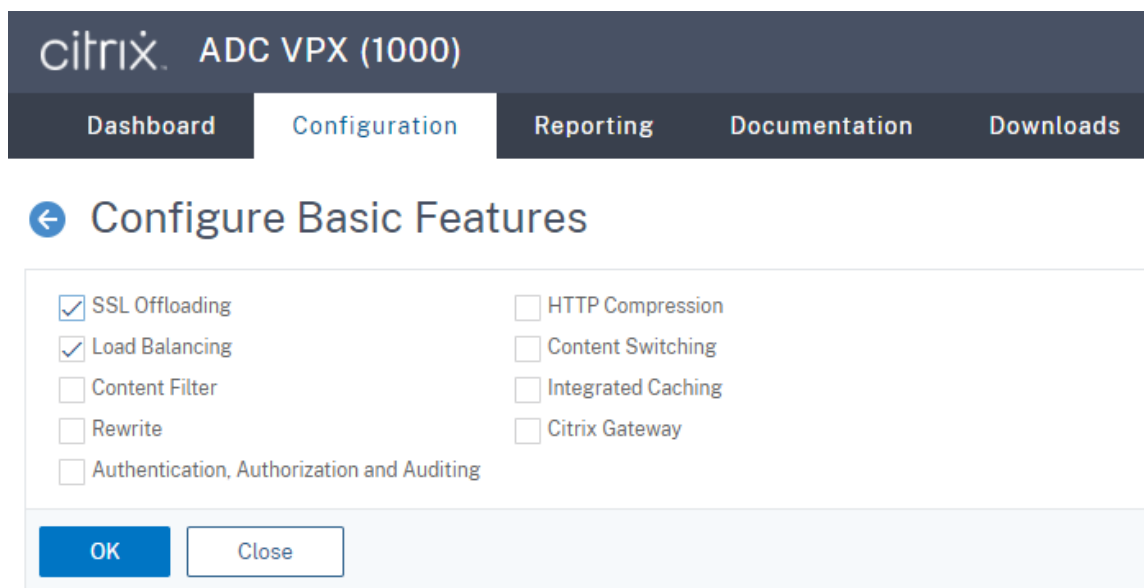 citrix. ADC VPX (1000)
Dashboard Configuration Reporting Documentation Downloads
Configure Basic Features
SSL Offloading HTTP Compression
Load Balancing Content Switching
Content Filter Integrated Caching
Rewrite Citrix Gateway
Authentication, Authorization and Auditing
OK Close